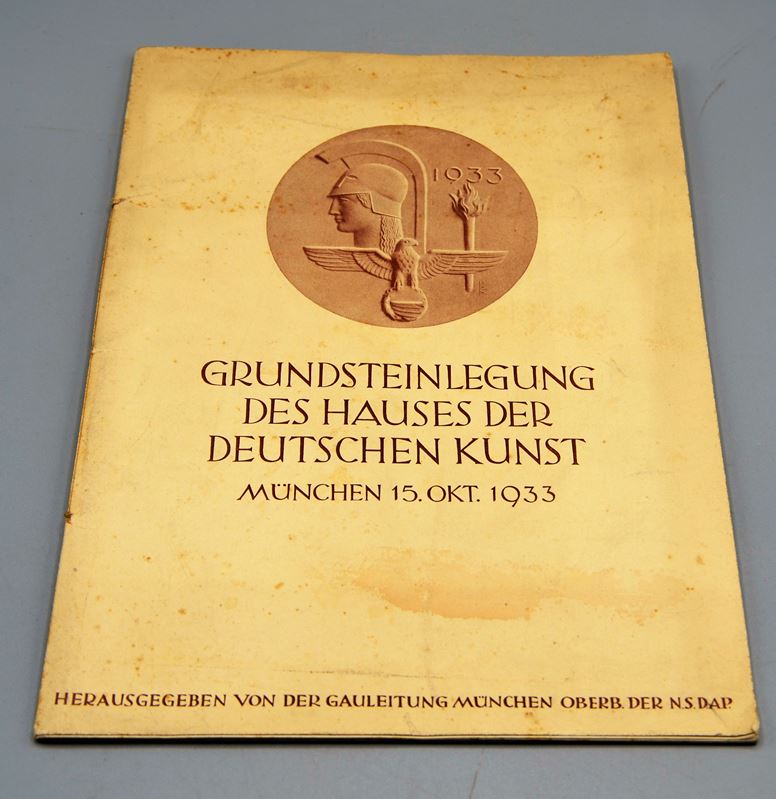 1933
GRUNDSTEINLEGUNG
DES HAUSES DER
DEUTSCHEN KUNST
MÜNCHEN 15. OKT. 1933
HERAUSGEGEBEN VON DER GAULEITUNG MÜNCHEN OBERB. DER N.S.D.A.P.